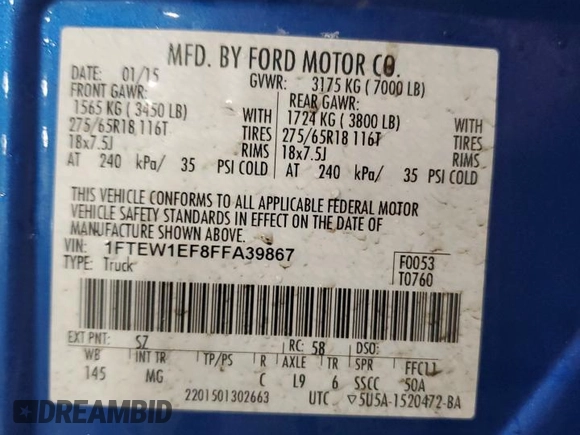 MFD. BY FORD MOTOR CO.
DATE: 01/15 GVWR: 3175 KG ( 7000 LB)
FRONT GAWR: REAR GAWR:
1565 KG ( 3450 LB) WITH 1724 KG ( 3800 LB) WITH
275/65R18 116T TIRES 275/65R18 116T TIRES
18x7.5J RIMS 18x7.5J RIMS
AT 240 kPa/ 35 PSI COLD AT 240 kPa/ 35 PSI COLD
THIS VEHICLE CONFORMS TO ALL APPLICABLE FEDERAL MOTOR
VEHICLE SAFETY STANDARDS IN EFFECT ON THE DATE OF
MANUFACTURE SHOWN ABOVE.
VIN: 1FTEW1EF8FFA39867
TYPE: Truck
F0053
T0760
EXT PNT: SZ RC: 58 DSO:
WB INT TR TP/PS R AXLE TR SPR FFC11
145 MG C L9 6 SSCC 50A
2201501302663 UTC ▽5U5A-1520472-BA
DREAMBID